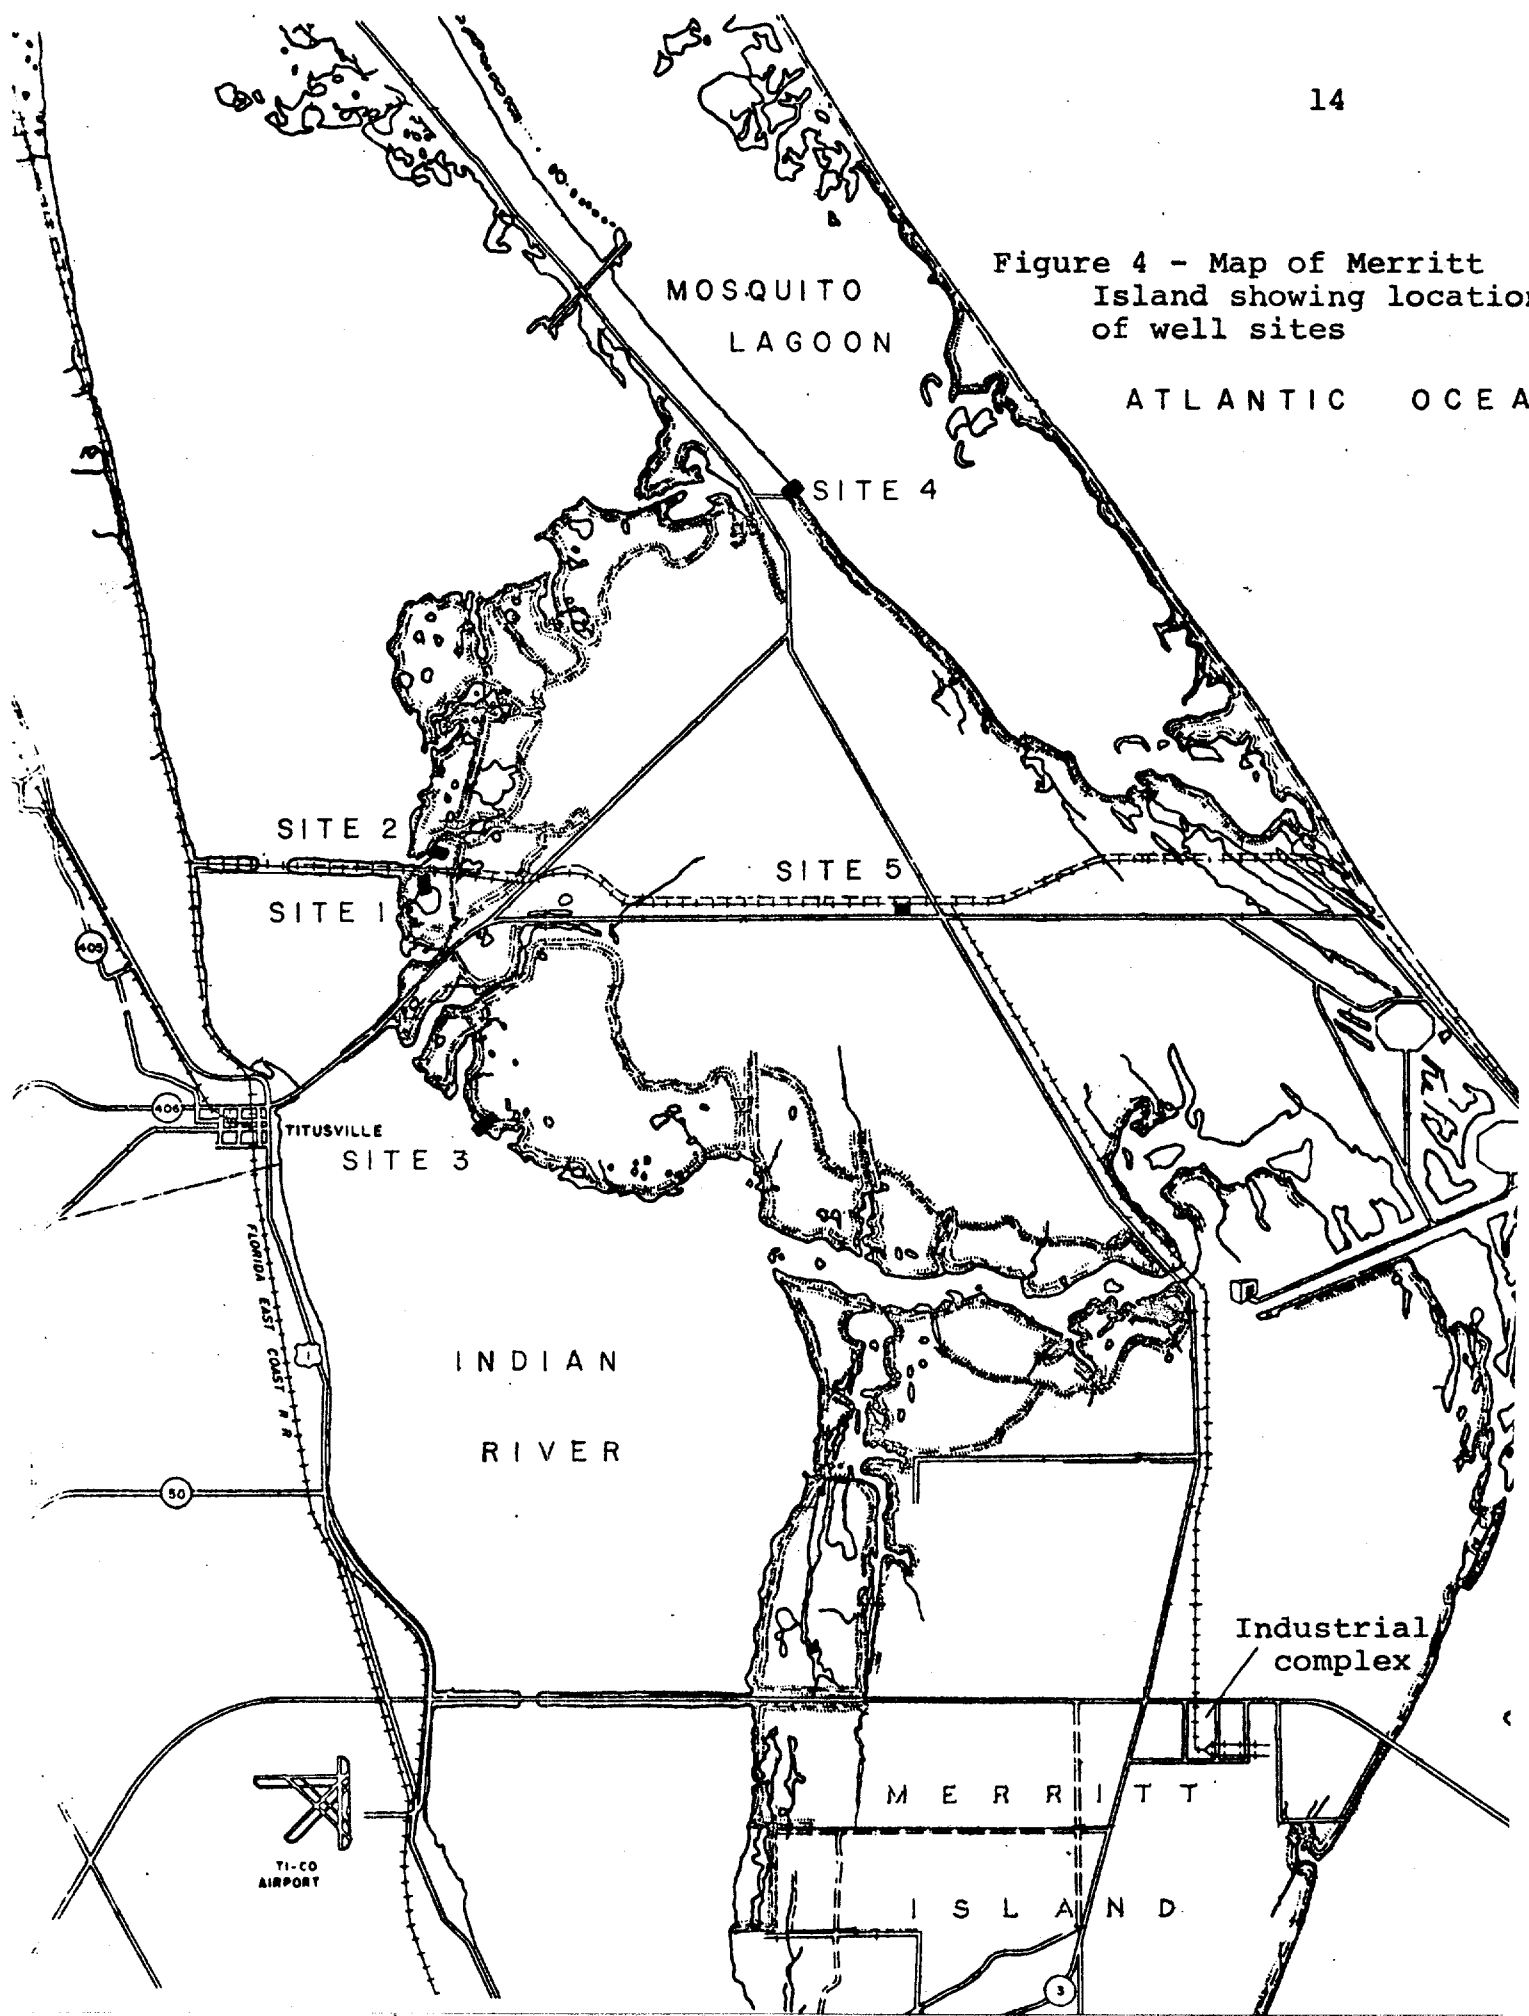 14
Figure 4 - Map of Merritt
Island showing location
of well sites
MOSQUITO
LAGOON
ATLANTIC OCEA
SITE 4
SITE 2
SITE 5
SITE 1
405
406
TITUSVILLE
SITE 3
FLORIDA EAST COAST R R
1
INDIAN
RIVER
50
Industrial
complex
MERRITT
TI-CO
AIRPORT
ISLAND
3